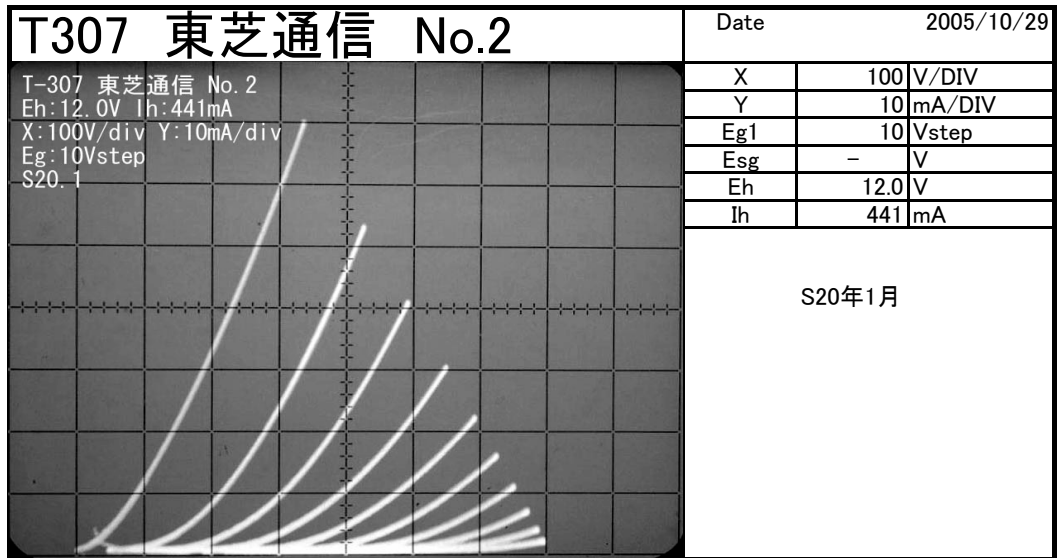 T307 東芝通信 No.2
T-307 東芝通信 No.2
Eh:12.0V Ih:441mA
X:100V/div Y:10mA/div
Eg:10Vstep
S20.1
Date 2005/10/29
X 100 V/DIV
Y 10 mA/DIV
Eg1 10 Vstep
Esg − V
Eh 12.0 V
Ih 441 mA
S20年1月